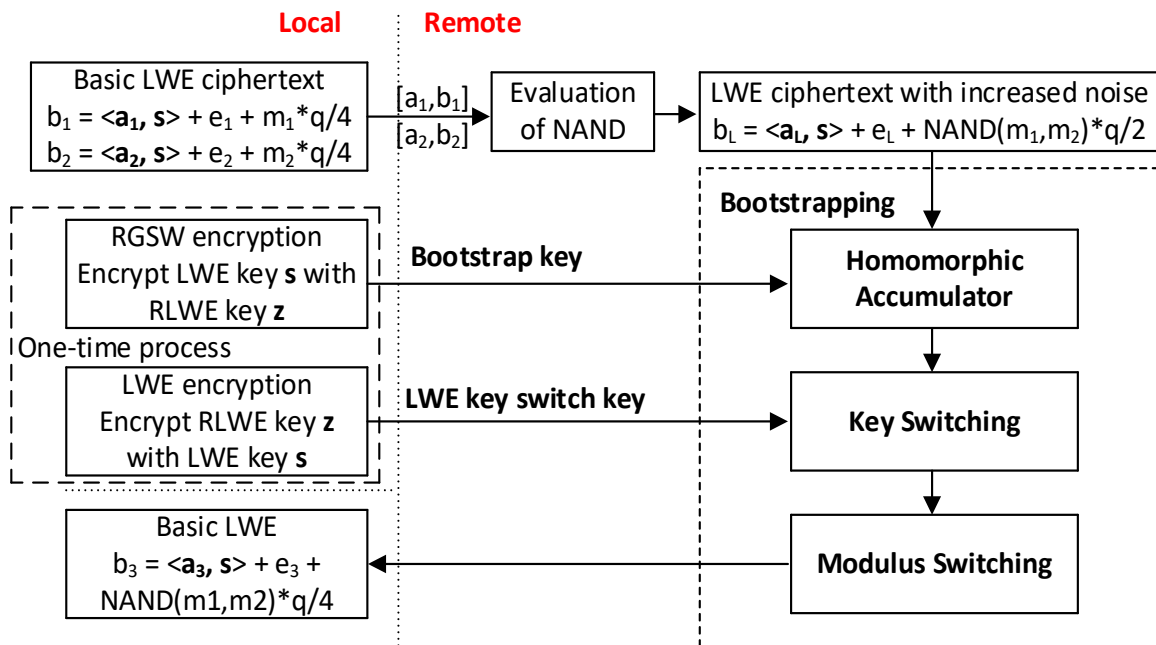 Local
Remote
Basic LWE ciphertext
b₁ = <a₁, s> + e₁ + m₁*q/4
b₂ = <a₂, s> + e₂ + m₂*q/4
[a₁,b₁]
[a₂,b₂]
Evaluation
of NAND
LWE ciphertext with increased noise
b_L = <a_L, s> + e_L + NAND(m₁,m₂)*q/2
Bootstrapping
RGSW encryption
Encrypt LWE key s with
RLWE key z
Bootstrap key
Homomorphic
Accumulator
One-time process
LWE encryption
Encrypt RLWE key z
with LWE key s
LWE key switch key
Key Switching
Basic LWE
b₃ = <a₃, s> + e₃ +
NAND(m1,m2)*q/4
Modulus Switching